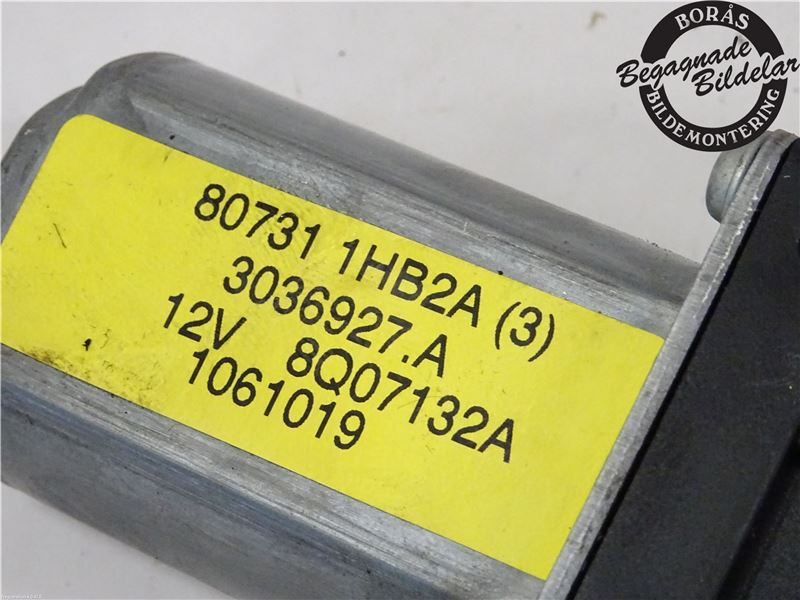 BORÅS
Begagnade
Bildelar
BILDEMONTERING
80731 1HB2A (3)
3036927.A
12V 8Q07132A
1061019